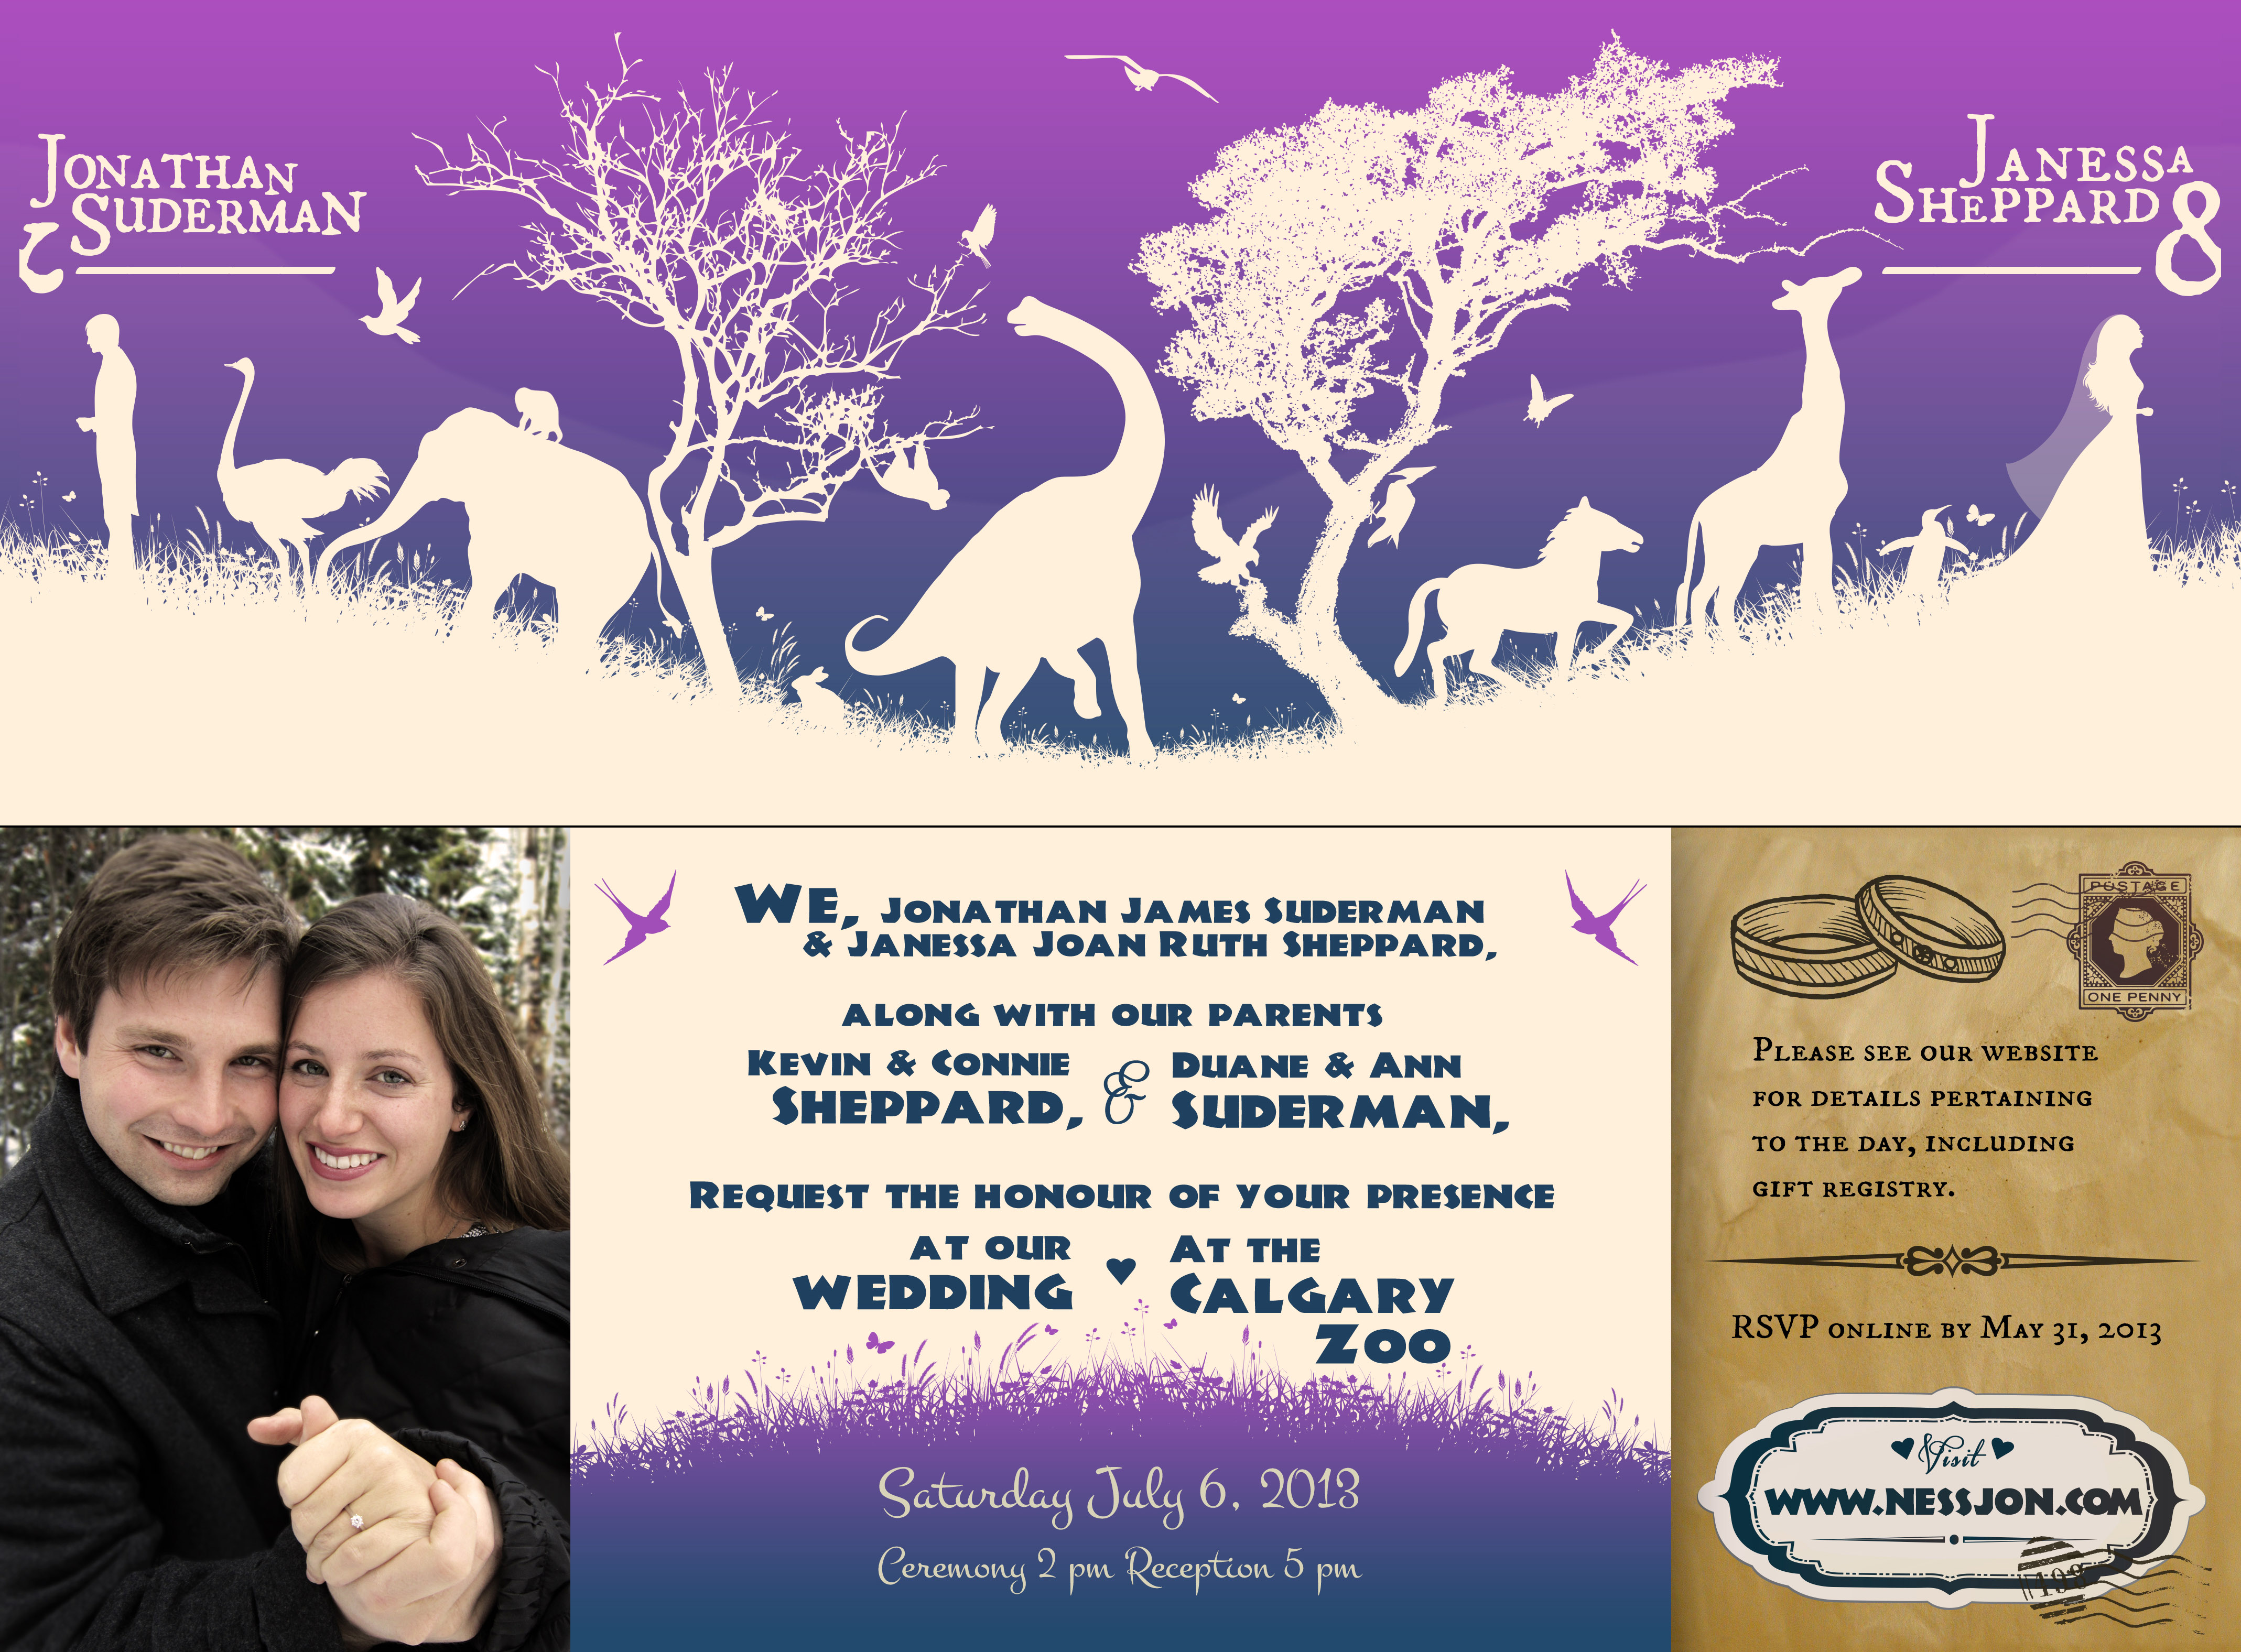 Jonathan
Suderman
Janessa
Sheppard
&
We, Jonathan James Suderman
& Janessa Joan Ruth Sheppard,
along with our parents
Kevin & Connie
Sheppard,
&
Duane & Ann
Suderman,
Request the honour of your presence
at our
wedding
At the
Calgary
Zoo
Saturday July 6, 2013
Ceremony 2 pm Reception 5 pm
POSTAGE
ONE PENNY
Please see our website
for details pertaining
to the day, including
gift registry.
RSVP online by May 31, 2013
Visit
www.nessjon.com